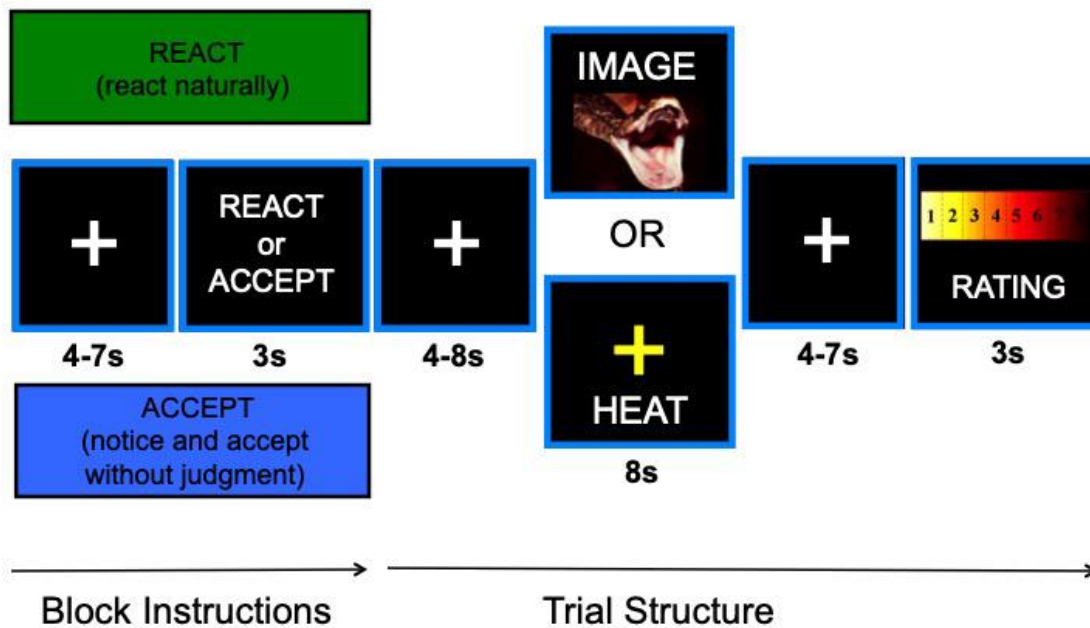 REACT
(react naturally)
IMAGE
REACT
or
ACCEPT
OR
1 2 3 4 5 6 7
RATING
HEAT
4-7s
3s
4-8s
8s
4-7s
3s
ACCEPT
(notice and accept
without judgment)
Block Instructions
Trial Structure